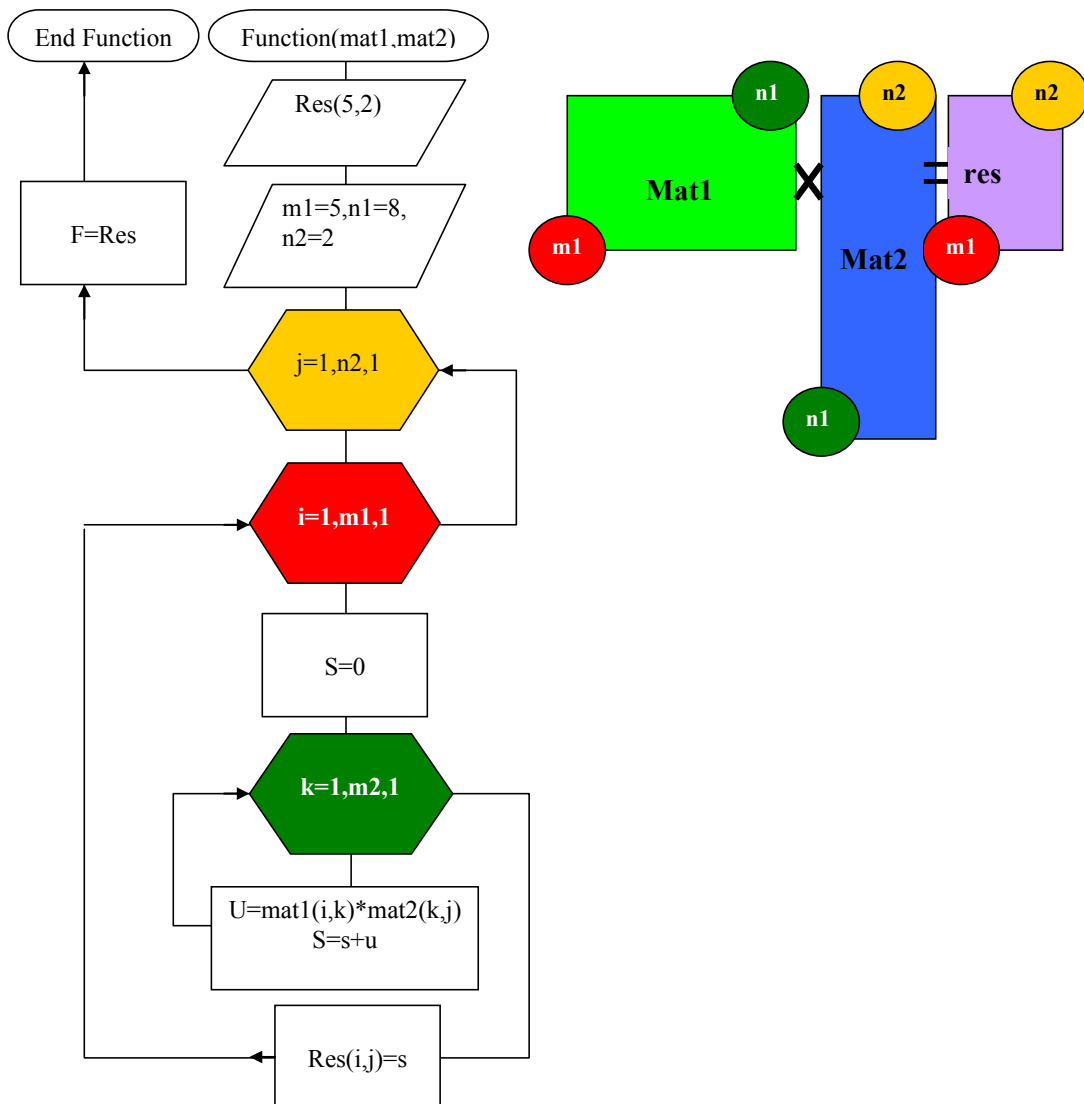 End Function
Function(mat1,mat2)
Res(5,2)
m1=5,n1=8,
n2=2
F=Res
j=1,n2,1
i=1,m1,1
S=0
k=1,m2,1
U=mat1(i,k)*mat2(k,j)
S=s+u
Res(i,j)=s
n1
n2
n2
Mat1
X
=
res
m1
Mat2
m1
n1